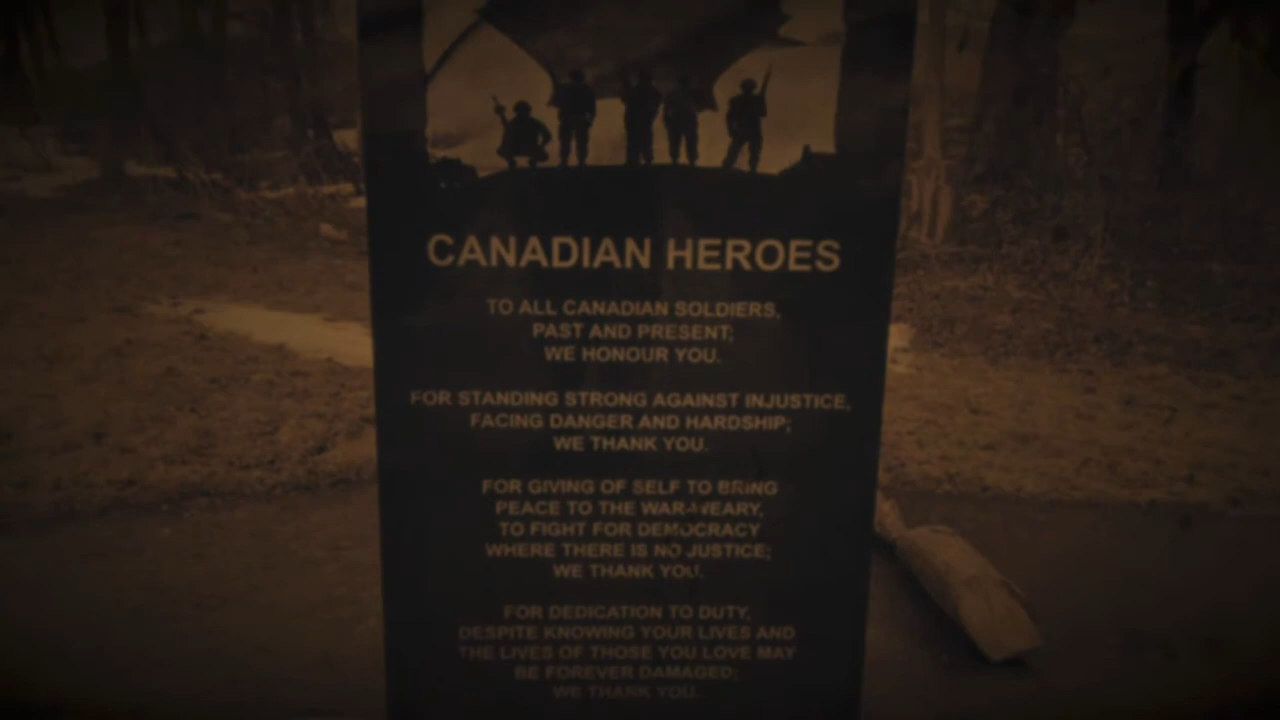 CANADIAN HEROES
TO ALL CANADIAN SOLDIERS,
PAST AND PRESENT;
WE HONOUR YOU.
FOR STANDING STRONG AGAINST INJUSTICE,
FACING DANGER AND HARDSHIP;
WE THANK YOU.
FOR GIVING OF SELF TO BRING
PEACE TO THE WAR-WEARY,
TO FIGHT FOR DEMOCRACY
WHERE THERE IS NO JUSTICE;
WE THANK YOU.
FOR DEDICATION TO DUTY,
DESPITE KNOWING YOUR LIVES AND
THE LIVES OF THOSE YOU LOVE MAY
BE FOREVER DAMAGED;
WE THANK YOU.